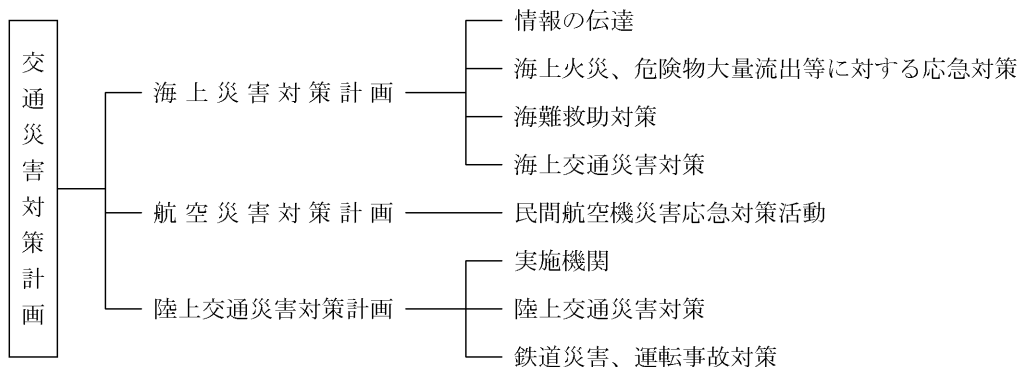 交通災害対策計画
海上災害対策計画
情報の伝達
海上火災、危険物大量流出等に対する応急対策
海難救助対策
海上交通災害対策
航空災害対策計画
民間航空機災害応急対策活動
陸上交通災害対策計画
実施機関
陸上交通災害対策
鉄道災害、運転事故対策